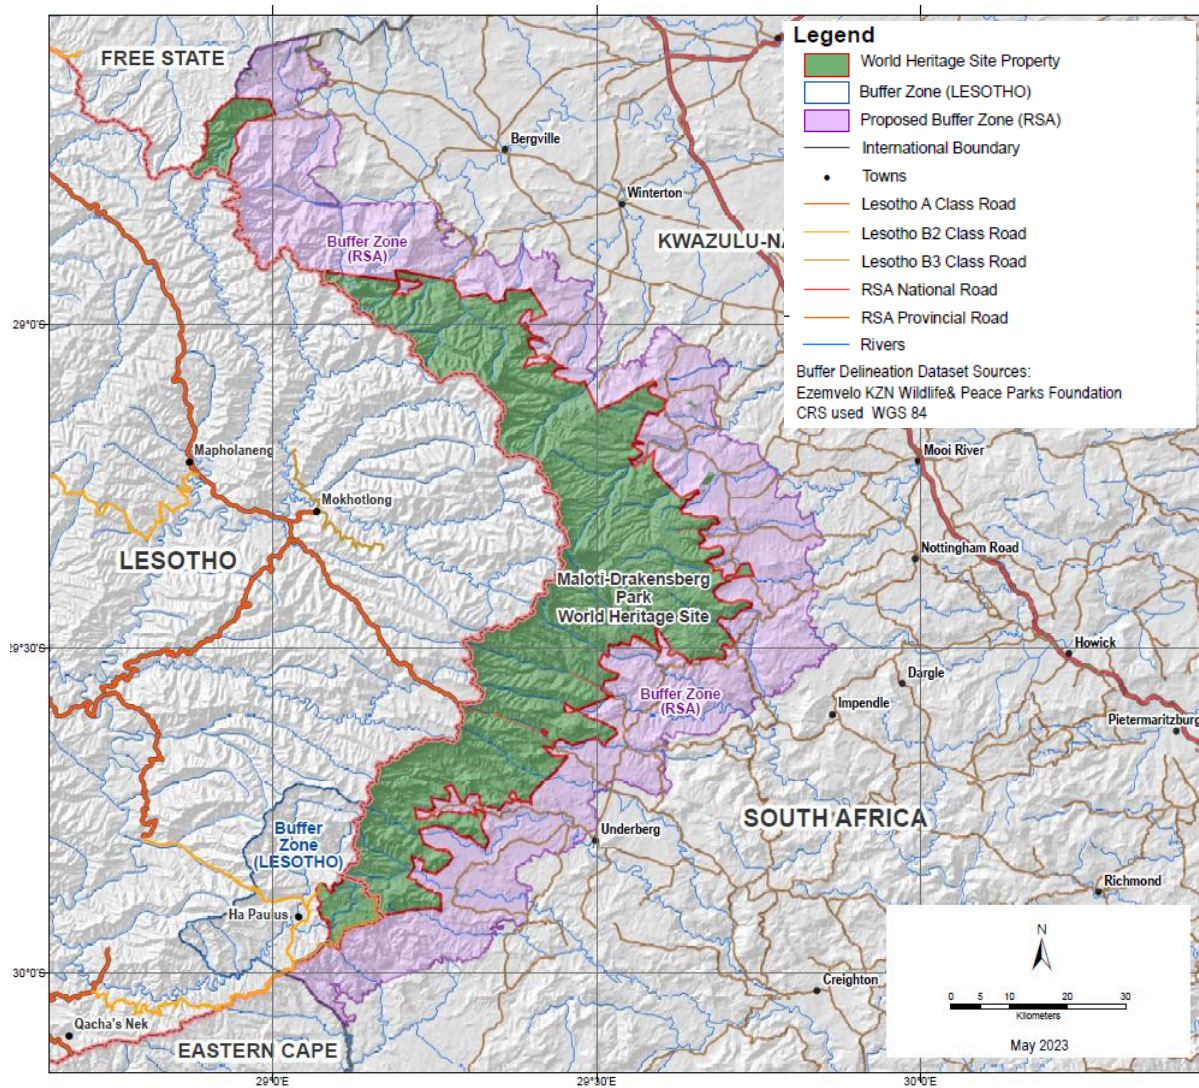 FREE STATE
Bergville
Winterton
KWAZULU-NA
Buffer Zone
(RSA)
Legend
World Heritage Site Property
Buffer Zone (LESOTHO)
Proposed Buffer Zone (RSA)
International Boundary
Towns
Lesotho A Class Road
Lesotho B2 Class Road
Lesotho B3 Class Road
RSA National Road
RSA Provincial Road
Rivers
Buffer Delineation Dataset Sources:
Ezemvelo KZN Wildlife& Peace Parks Foundation
CRS used WGS 84
29°0'S
Mapholaneng
Mokhotlong
LESOTHO
Mooi River
Nottingham Road
Maloti-Drakensberg
Park
World Heritage Site
29°30'S
Howick
Dargle
Buffer Zone
(RSA)
Impendle
Pietermaritzburg
SOUTH AFRICA
Underberg
Buffer
Zone
(LESOTHO)
Richmond
Ha Paulus
30°0'S
Creighton
Qacha's Nek
EASTERN CAPE
N
0 5 10 20 30
Kilometers
May 2023
29°0'E
29°30'E
30°0'E